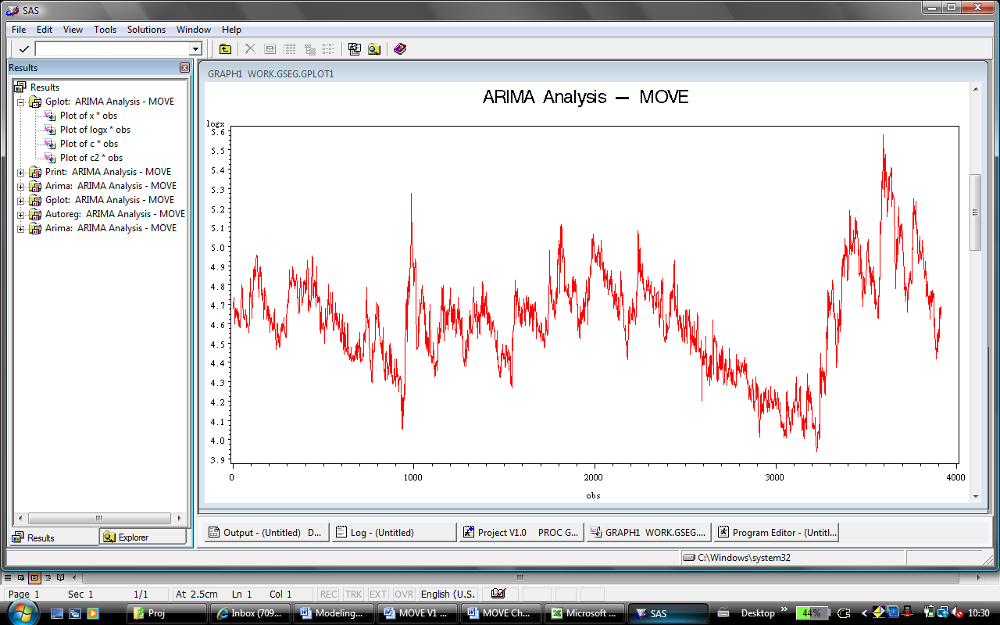 SAS
File Edit View Tools Solutions Window Help
Results
GRAPH1 WORK.GSEG.GPLOT1
Results
Gplot: ARIMA Analysis - MOVE
Plot of x * obs
Plot of logx * obs
Plot of c * obs
Plot of c2 * obs
Print: ARIMA Analysis - MOVE
Arima: ARIMA Analysis - MOVE
Gplot: ARIMA Analysis - MOVE
Autoreg: ARIMA Analysis - MOVE
Arima: ARIMA Analysis - MOVE
ARIMA Analysis — MOVE
logx
5.6
5.5
5.4
5.3
5.2
5.1
5.0
4.9
4.8
4.7
4.6
4.5
4.4
4.3
4.2
4.1
4.0
3.9
0 1000 2000 3000 4000
obs
Results Explorer
Output - (Untitled) D... Log - (Untitled) Project V1.0 PROC G... GRAPH1 WORK.GSEG.... Program Editor - (Untitl...
C:\Windows\system32
Page 1 Sec 1 1/1 At 2.5cm Ln 1 Col 1 REC TRK EXT OVR English (U.S.
Proj Inbox (709... Modeling... MOVE V1 ... MOVE Ch... Microsoft ... SAS Desktop » 44% 10:30